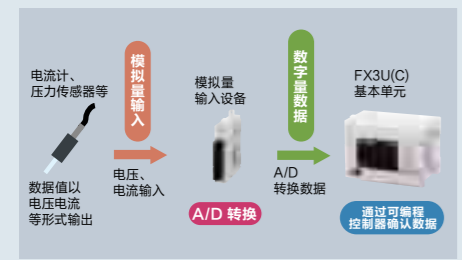 电流计、
压力传感器等
数据值以
电压电流
等形式输出
模拟量输入
电压、
电流输入
模拟量
输入设备
A/D 转换
数字量数据
A/D
转换数据
FX3U(C)
基本单元
通过可编程
控制器确认数据